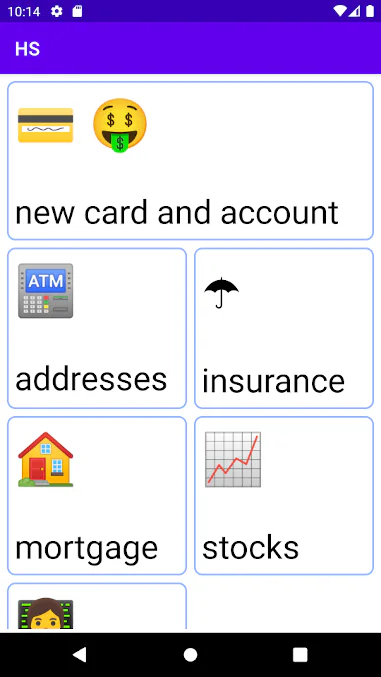 10:14
HS
new card and account
ATM
addresses
insurance
mortgage
stocks